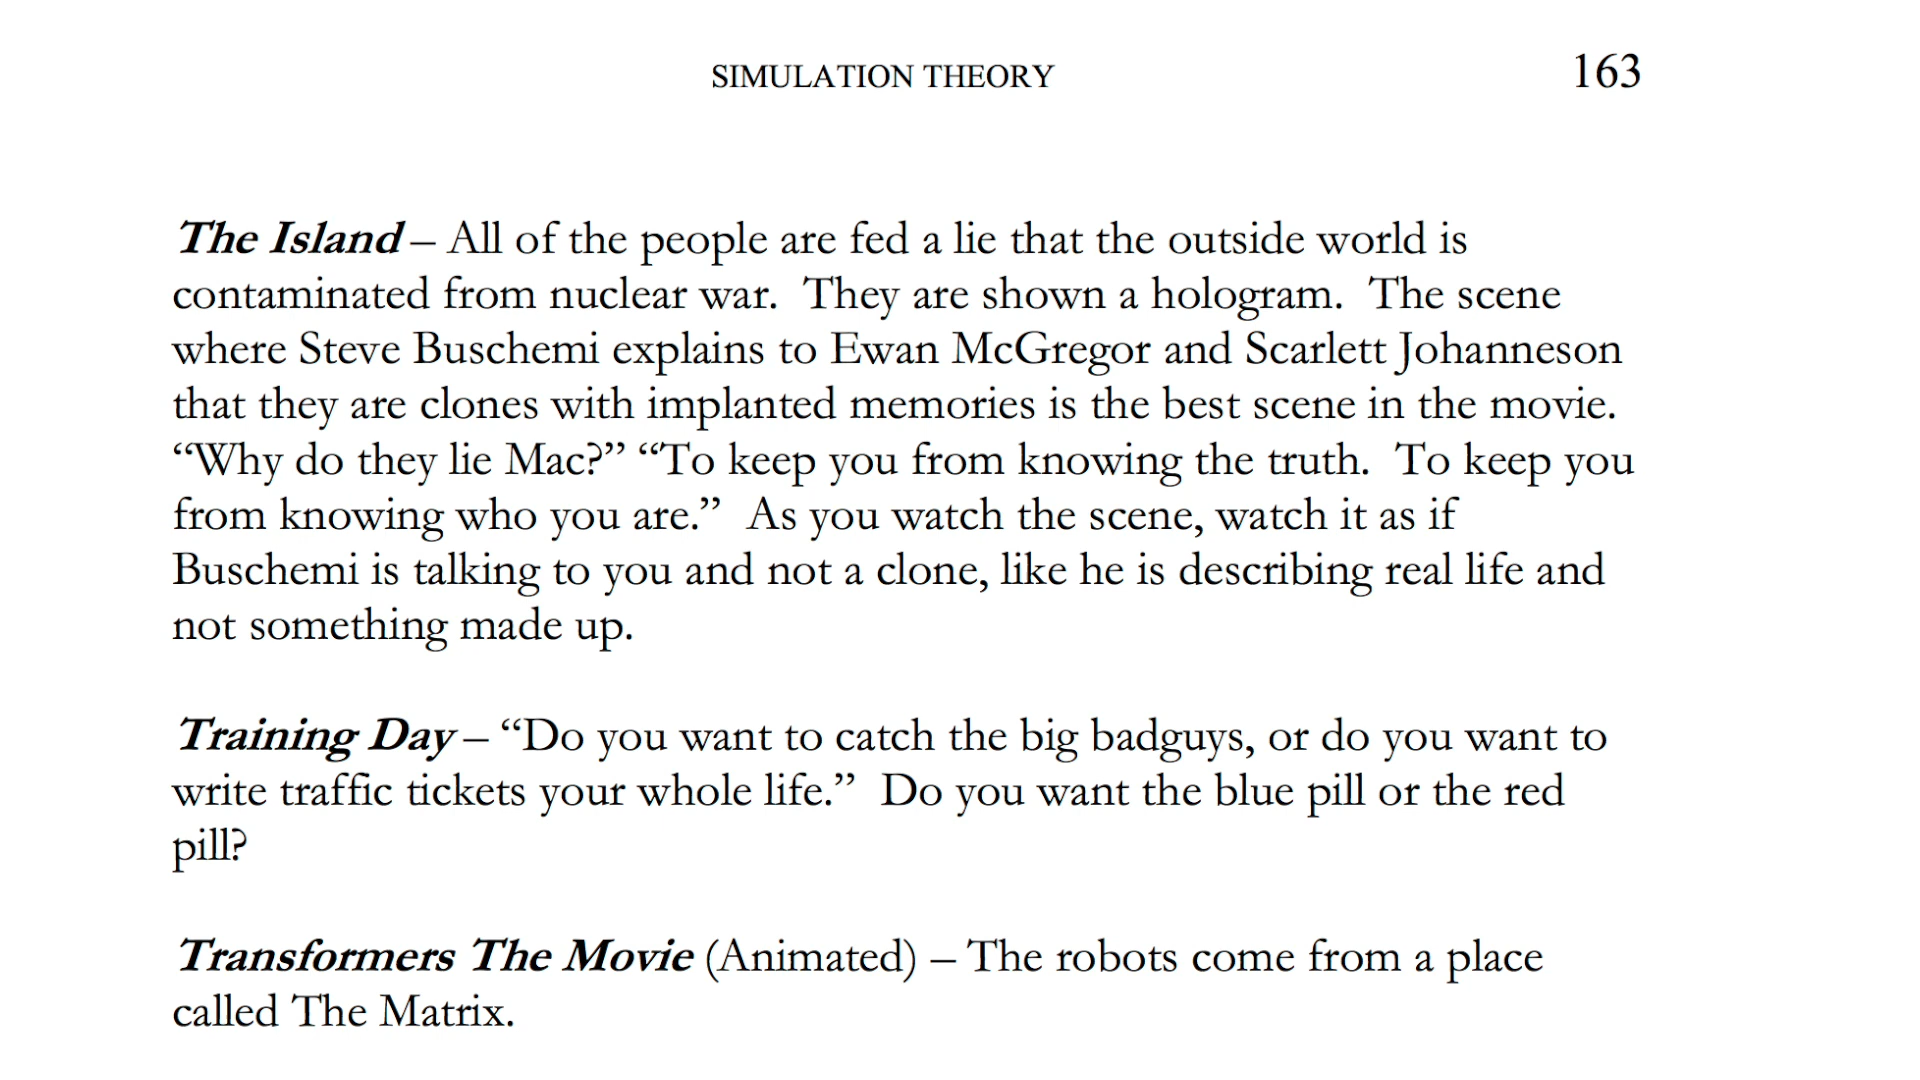 SIMULATION THEORY 163
The Island – All of the people are fed a lie that the outside world is
contaminated from nuclear war.  They are shown a hologram.  The scene
where Steve Buschemi explains to Ewan McGregor and Scarlett Johanneson
that they are clones with implanted memories is the best scene in the movie.
“Why do they lie Mac?” “To keep you from knowing the truth.  To keep you
from knowing who you are.”  As you watch the scene, watch it as if
Buschemi is talking to you and not a clone, like he is describing real life and
not something made up.
Training Day – “Do you want to catch the big badguys, or do you want to
write traffic tickets your whole life.”  Do you want the blue pill or the red
pill?
Transformers The Movie (Animated) – The robots come from a place
called The Matrix.